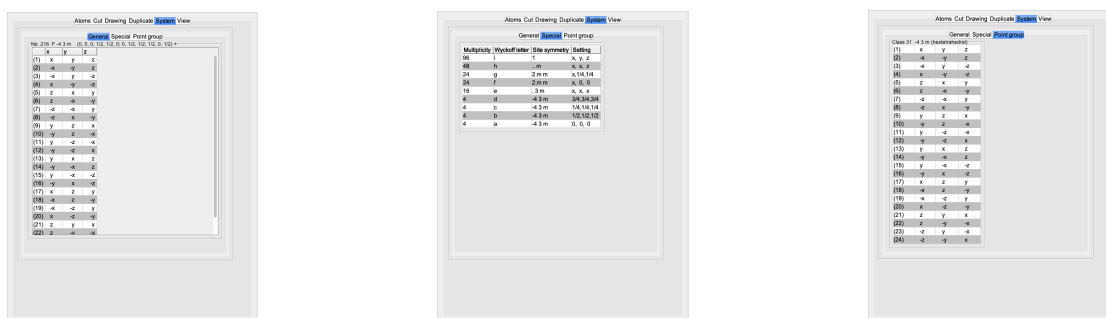 Atoms Cut Drawing Duplicate System View
General Special Point group
No. 216 F -4 3 m (0, 0, 0; 1/2, 1/2, 0; 0, 1/2, 1/2; 1/2, 0, 1/2) +
x y z
(1) x y z
(2) -x -y z
(3) -x y -z
(4) x -y -z
(5) z x y
(6) z -x -y
(7) -z -x y
(8) -z x -y
(9) y z x
(10) -y z -x
(11) y -z -x
(12) -y -z x
(13) y x z
(14) -y -x z
(15) y -x -z
(16) -y x -z
(17) x z y
(18) -x z -y
(19) -x -z y
(20) x -z -y
(21) z y x
(22) z -y -x
Atoms Cut Drawing Duplicate System View
General Special Point group
Multiplicity Wyckoff letter Site symmetry Setting
96 i 1 x, y, z
48 h . . m x, x, z
24 g 2.m m x,1/4,1/4
24 f 2.m m x, 0, 0
16 e . 3 m x, x, x
4 d -4 3 m 3/4,3/4,3/4
4 c -4 3 m 1/4,1/4,1/4
4 b -4 3 m 1/2,1/2,1/2
4 a -4 3 m 0, 0, 0
Atoms Cut Drawing Duplicate System View
General Special Point group
Class 31 -4 3 m (hextetrahedral)
(1) x y z
(2) -x -y z
(3) -x y -z
(4) x -y -z
(5) z x y
(6) z -x -y
(7) -z -x y
(8) -z x -y
(9) y z x
(10) -y z -x
(11) y -z -x
(12) -y -z x
(13) y x z
(14) -y -x z
(15) y -x -z
(16) -y x -z
(17) x z y
(18) -x z -y
(19) -x -z y
(20) x -z -y
(21) z y x
(22) z -y -x
(23) -z y -x
(24) -z -y x